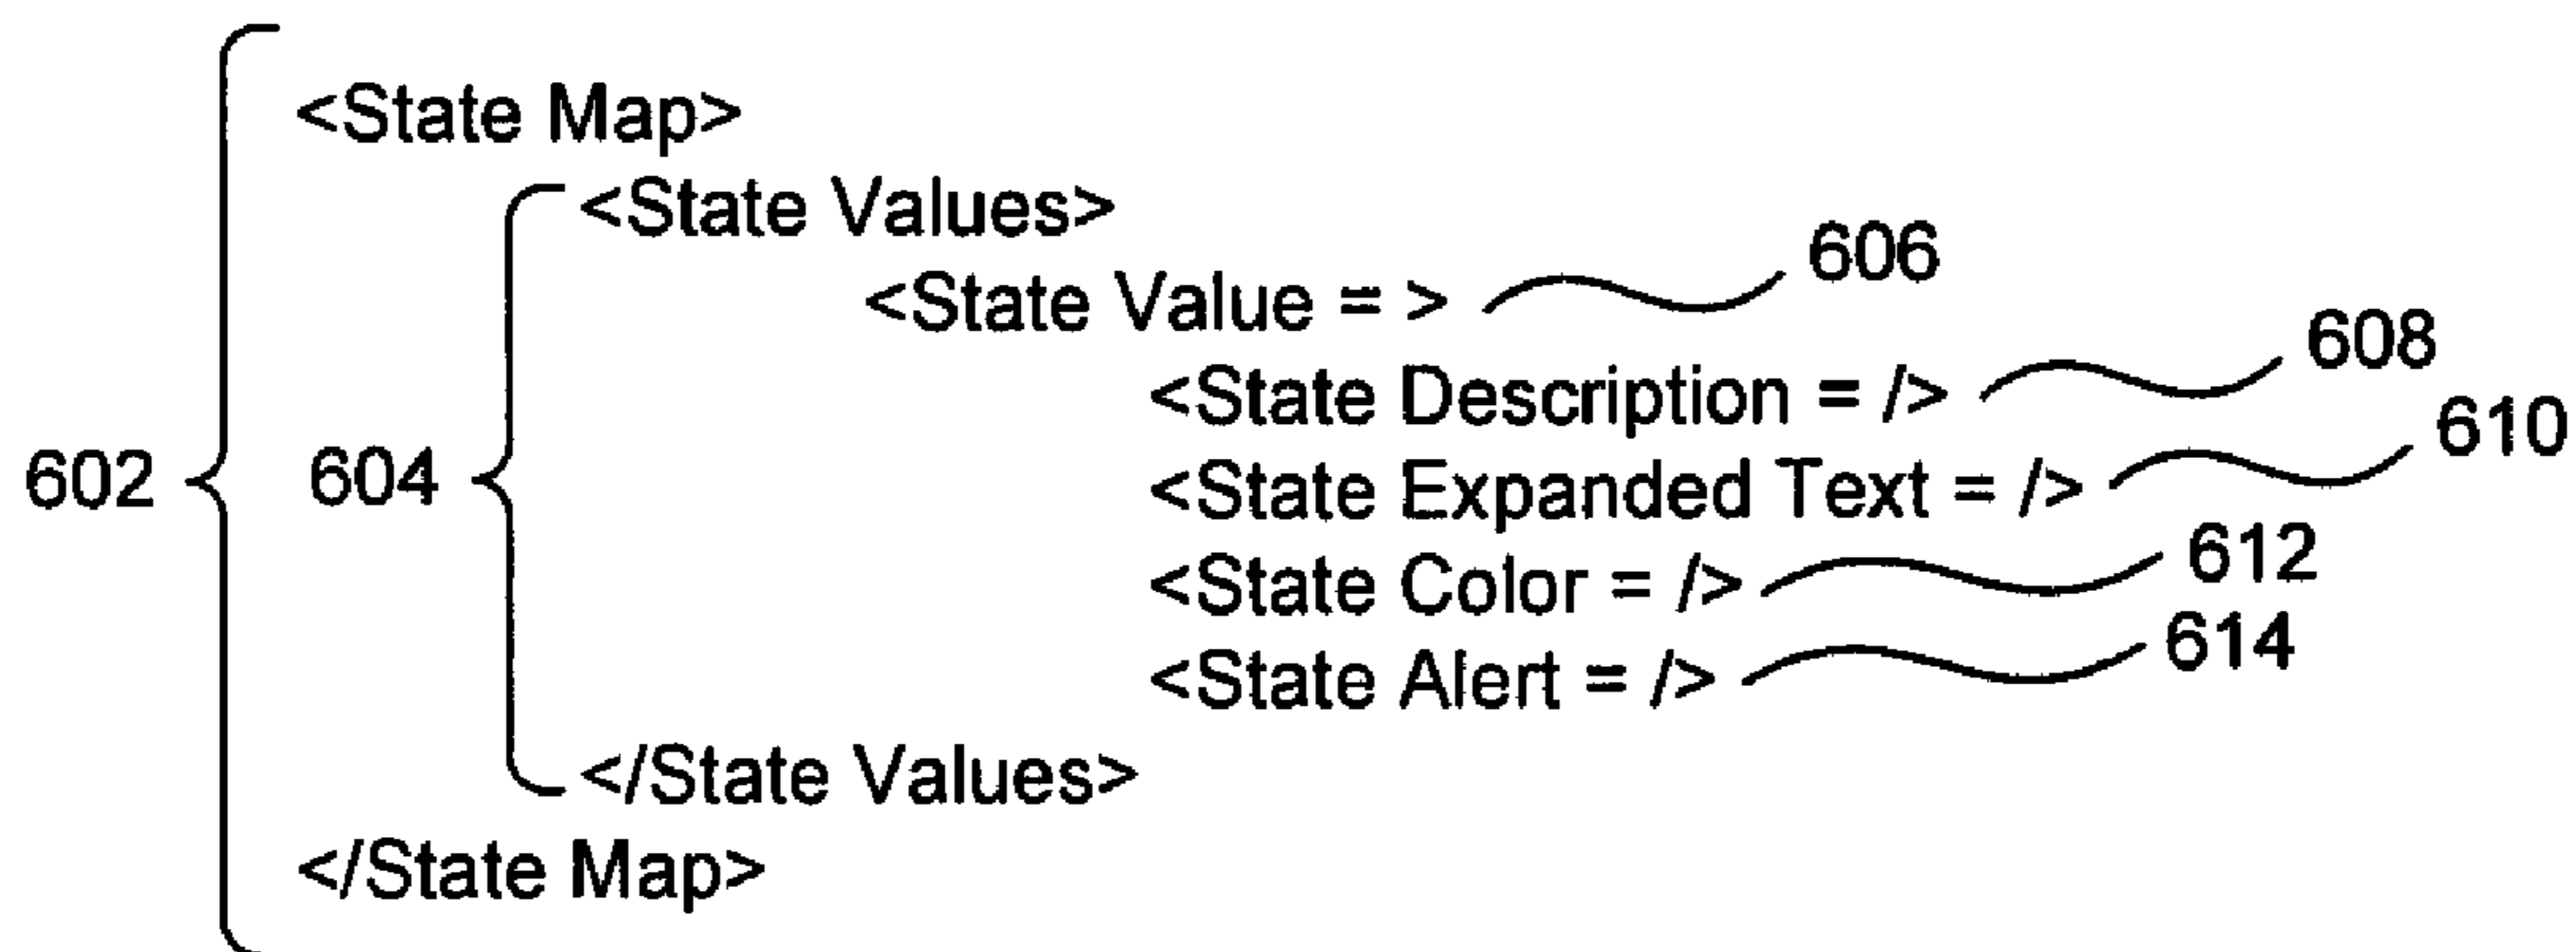 <State Map>
<State Values>
<State Value = > 606
<State Description = /> 608
602 604 <State Expanded Text = /> 610
<State Color = /> 612
<State Alert = /> 614
</State Values>
</State Map>